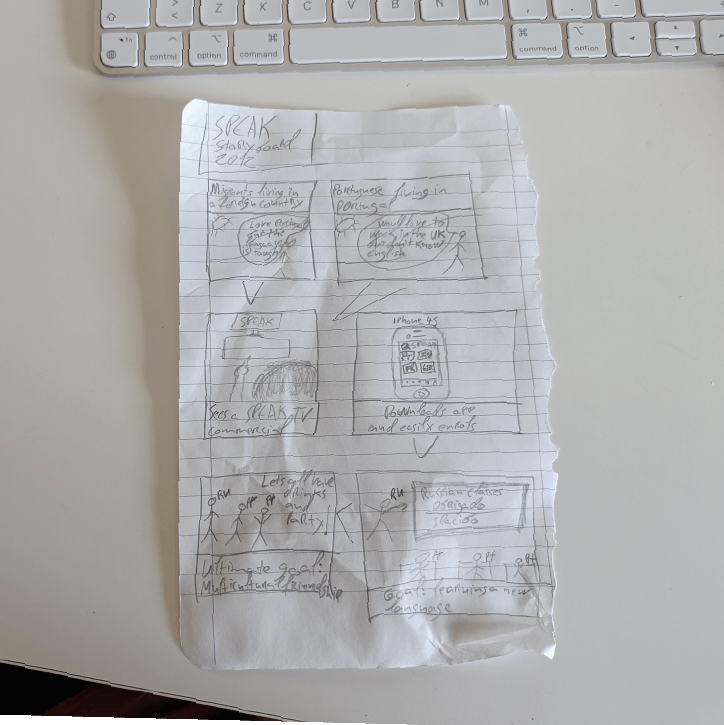 Z X C V B N M , . -
control option command command option
SPEAK
Storyboard
2012
Migrants living in
a foreign country
Portuguese living in
Portugal
Love Portugal
but the
language
is tough
would love to
work in the UK
but don't know
english
SPEAK
iPhone 4S
SPEAK
Sees a SPEAK TV
commercial
Downloads app
and easily enrols
Let's all have
drinks
and
Party!
RU
PT
PT
RU
Russian classes
obrigado
PT
PT
PT
Ultimate goal:
Multicultural friendship
Goal: learning a new
language